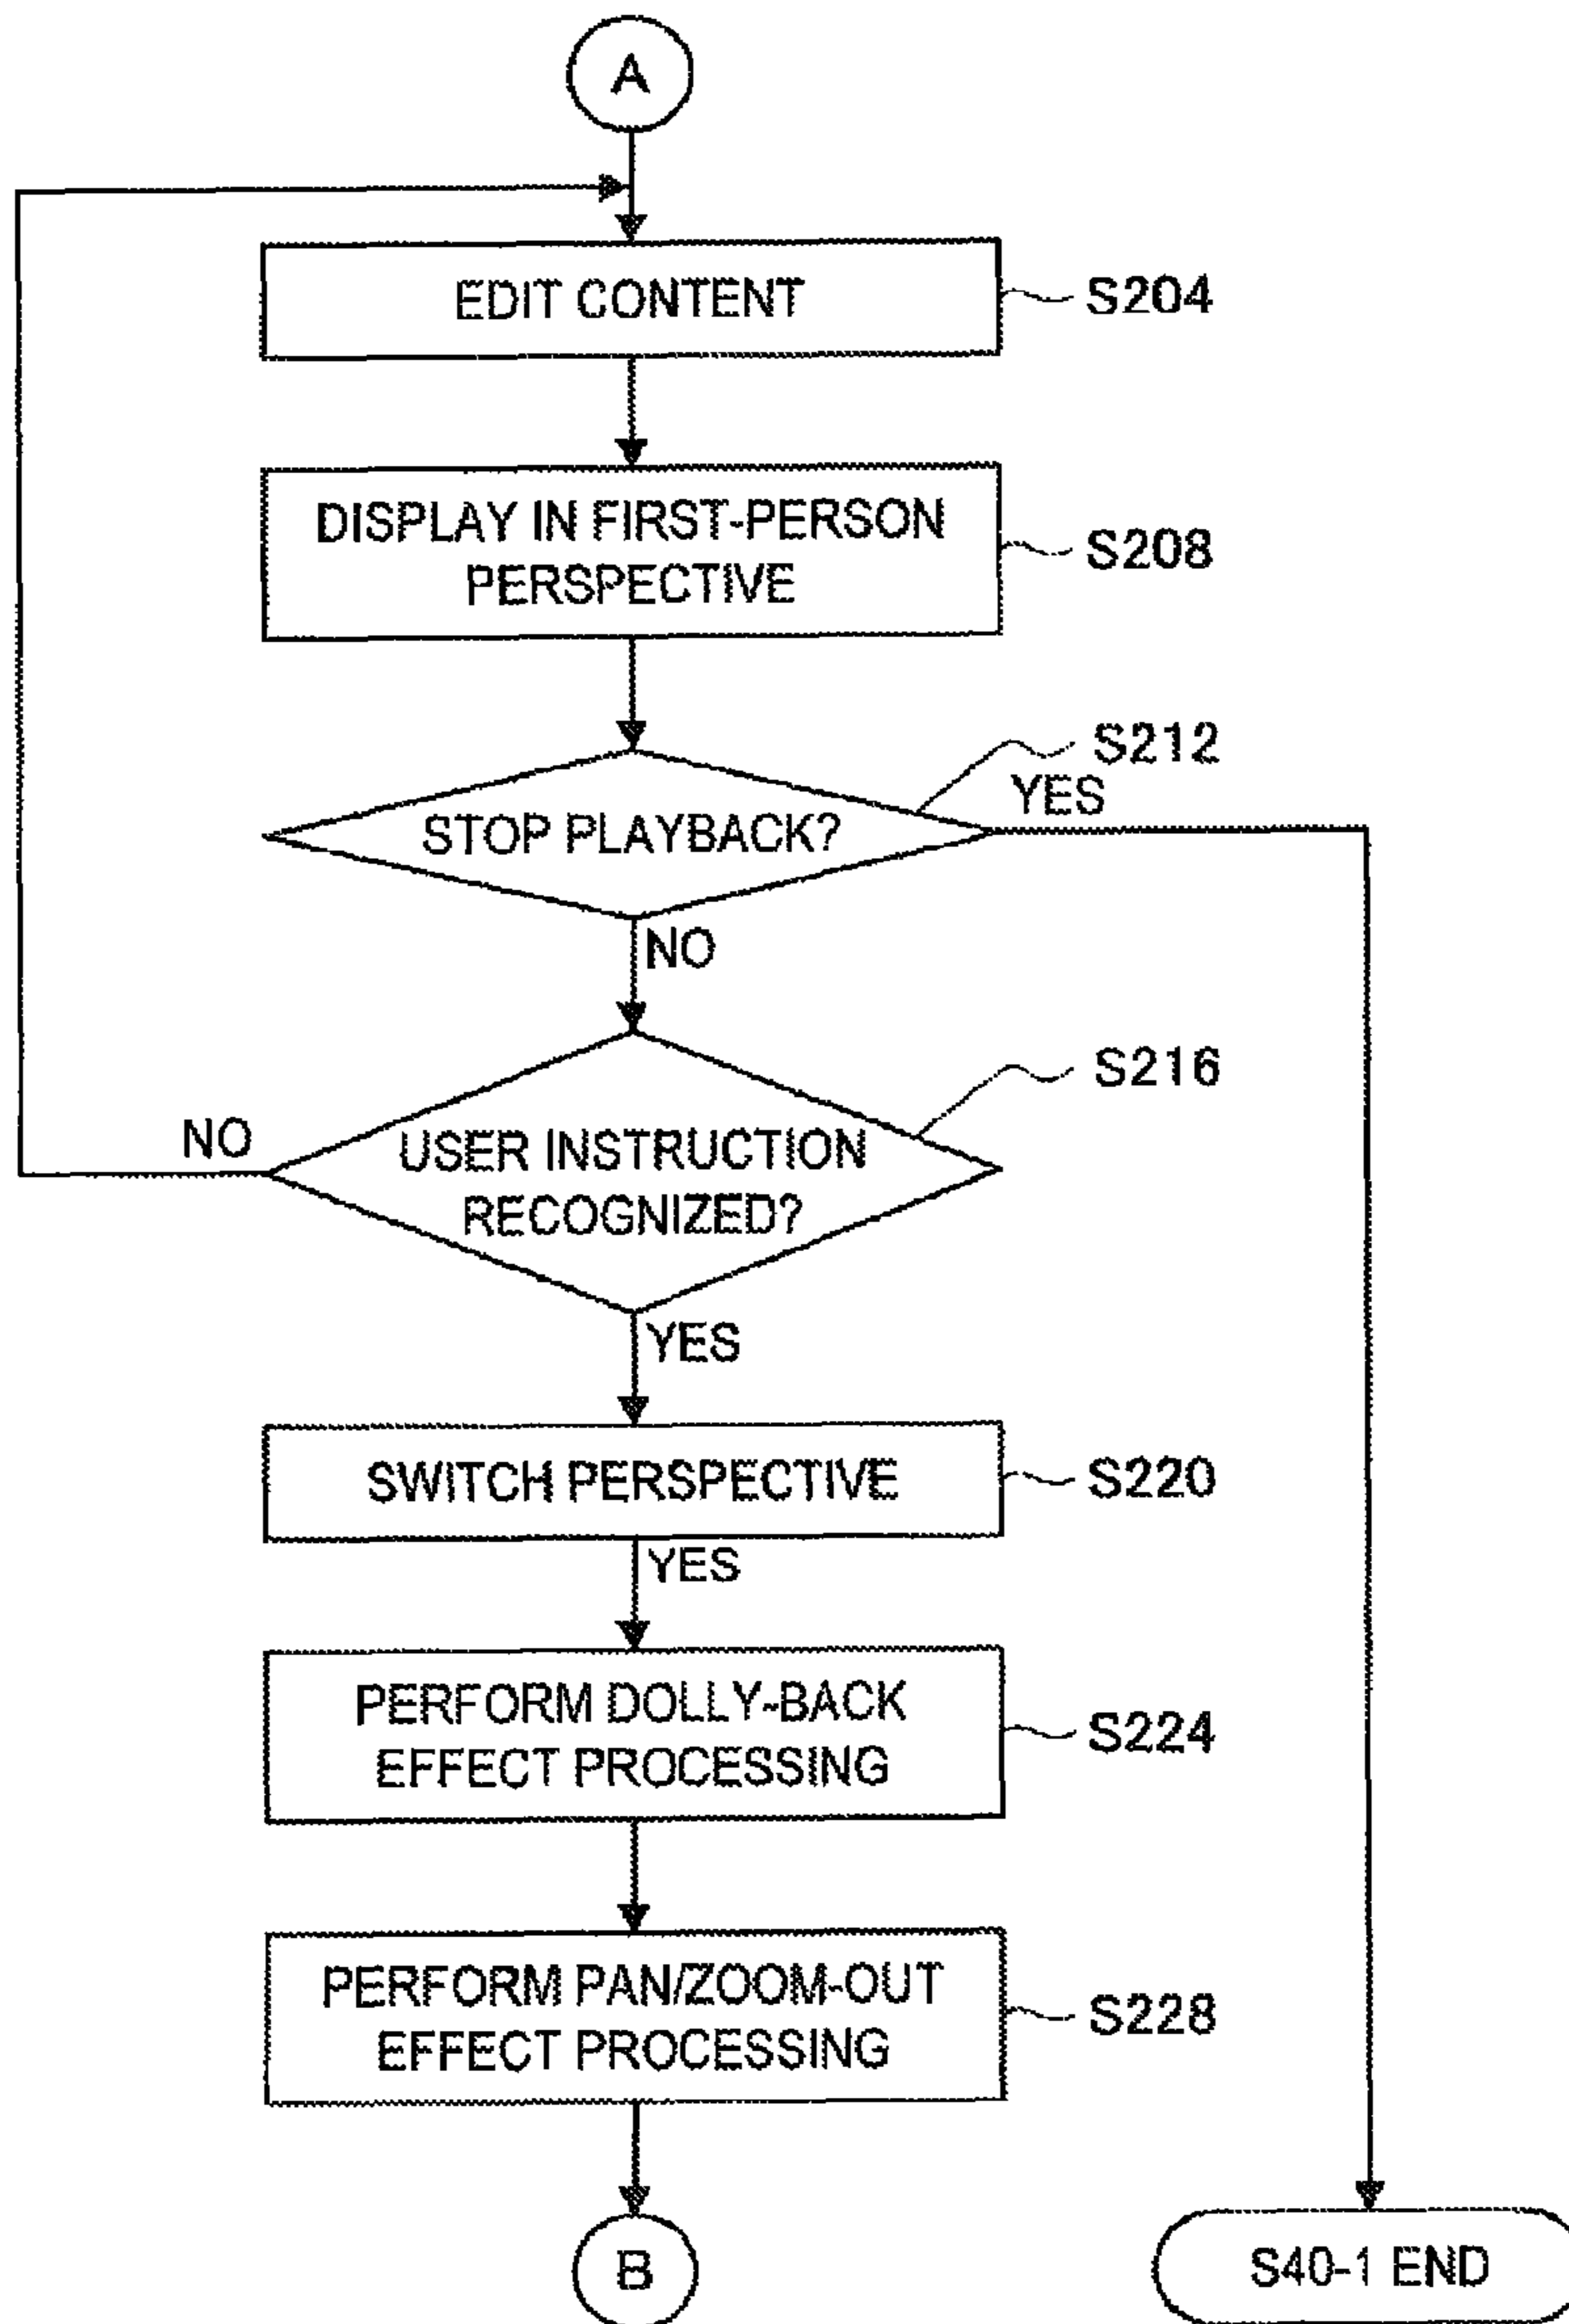 A
EDIT CONTENT
S204
DISPLAY IN FIRST-PERSON
PERSPECTIVE
S208
S212
YES
STOP PLAYBACK?
NO
S216
NO
USER INSTRUCTION
RECOGNIZED?
YES
SWITCH PERSPECTIVE
S220
YES
PERFORM DOLLY-BACK
EFFECT PROCESSING
S224
PERFORM PAN/ZOOM-OUT
EFFECT PROCESSING
S228
B
S40-1 END